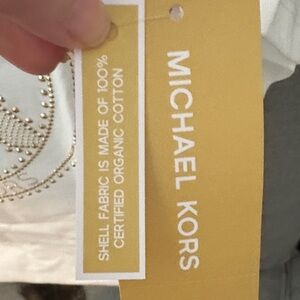 MICHAEL KORS
SHELL FABRIC IS MADE OF 100%
CERTIFIED ORGANIC COTTON